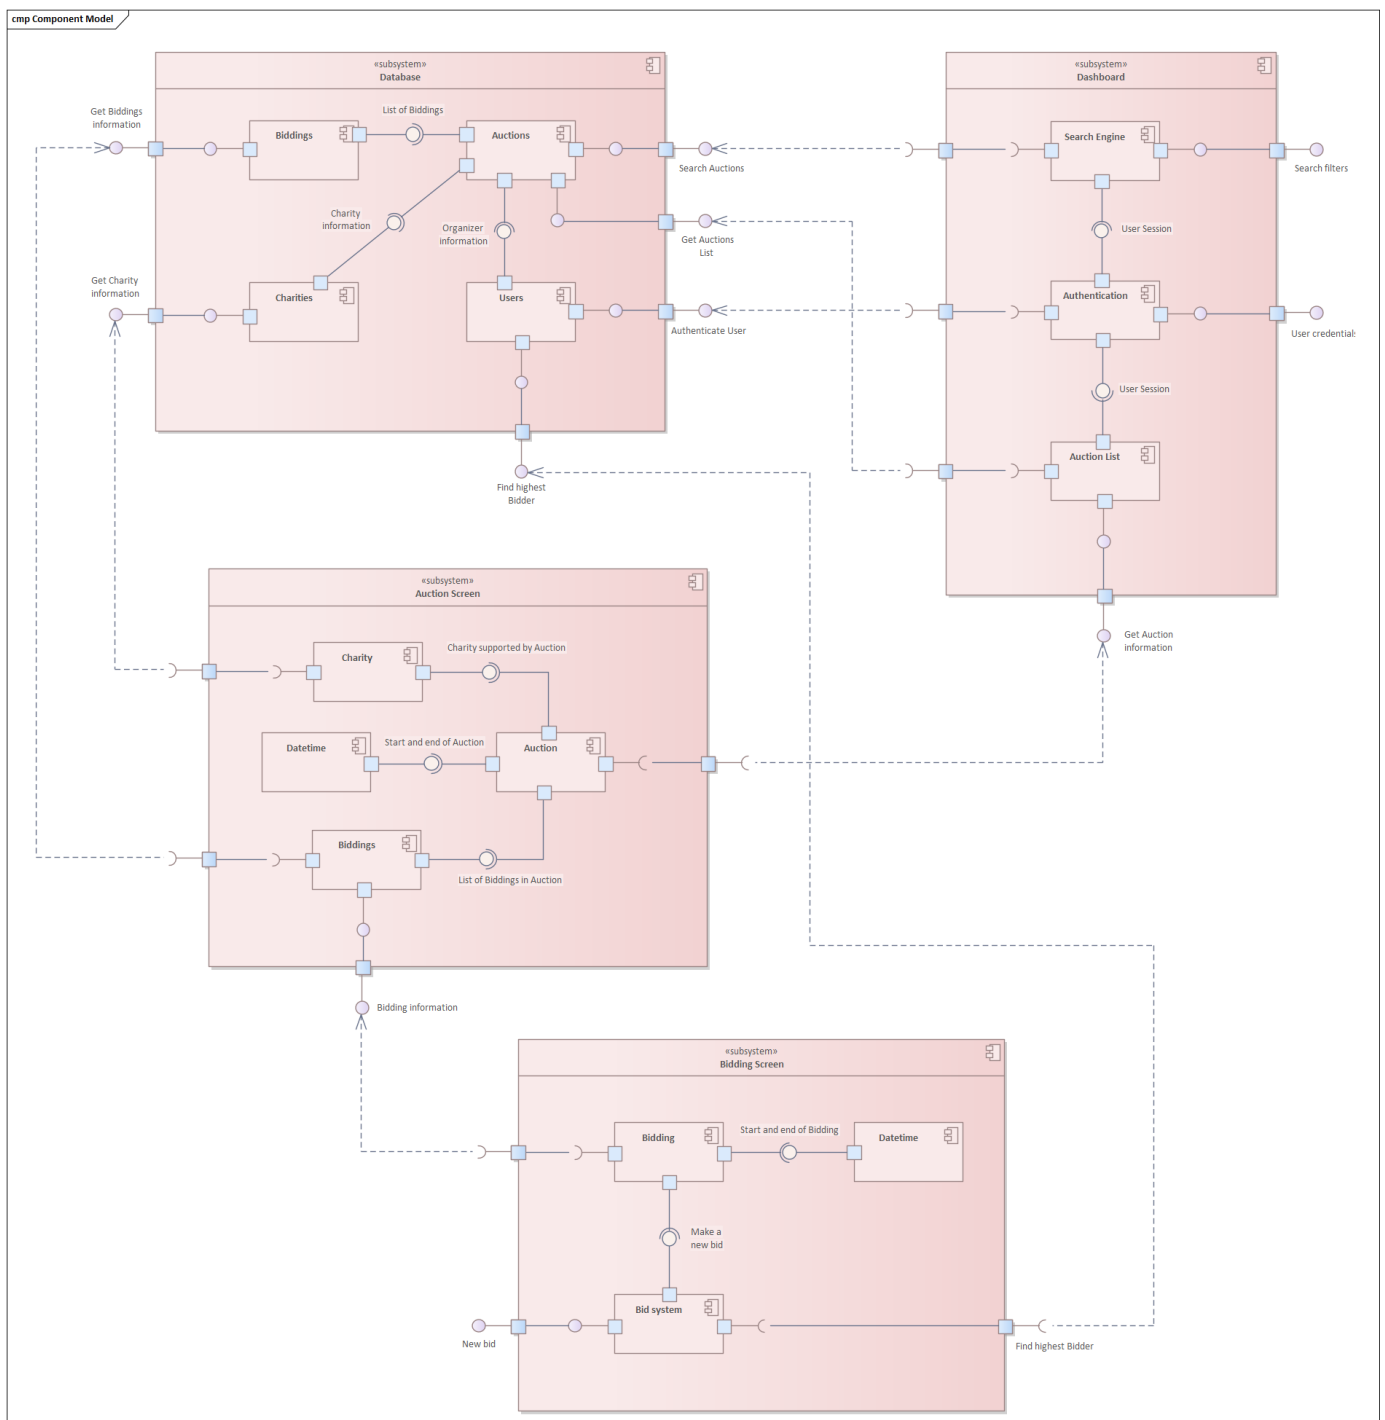 cmp Component Model
«subsystem»
Database
«subsystem»
Dashboard
Get Biddings
information
List of Biddings
Biddings
Auctions
Search Engine
Search Auctions
Search filters
Charity
information
Organizer
information
User Session
Get Auctions
List
Get Charity
information
Charities
Users
Authentication
Authenticate User
User credential
User Session
Auction List
Find highest
Bidder
«subsystem»
Auction Screen
Get Auction
information
Charity supported by Auction
Charity
Start and end of Auction
Datetime
Auction
Biddings
List of Biddings in Auction
Bidding information
«subsystem»
Bidding Screen
Start and end of Bidding
Bidding
Datetime
Make a
new bid
Bid system
New bid
Find highest Bidder